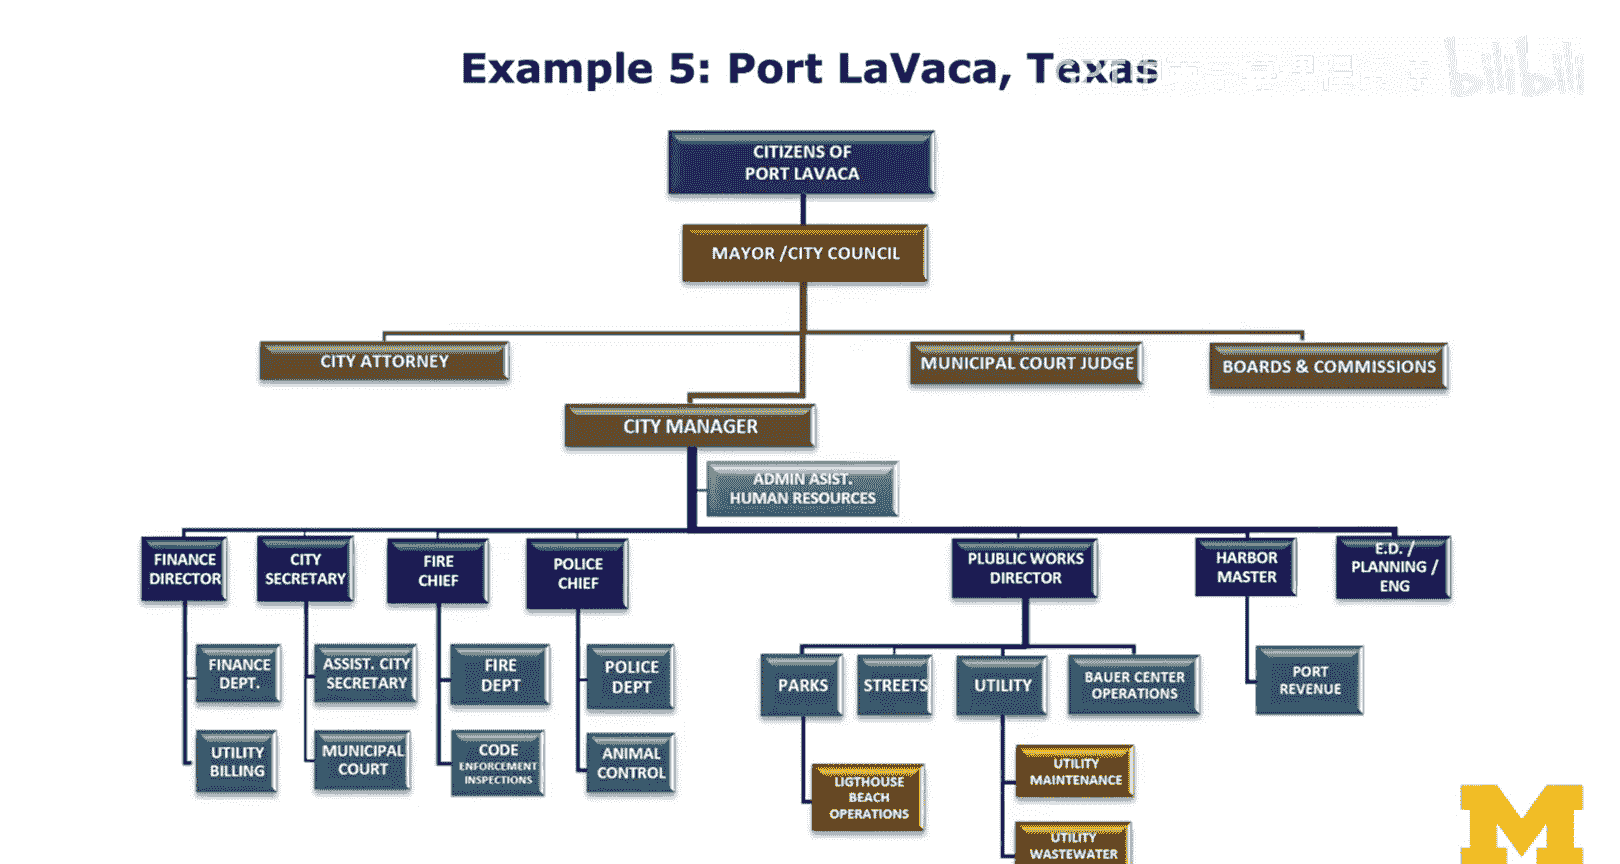 Example 5: Port LaVaca, Texas
bilibili
CITIZENS OF
PORT LAVACA
MAYOR /CITY COUNCIL
CITY ATTORNEY
MUNICIPAL COURT JUDGE
BOARDS & COMMISSIONS
CITY MANAGER
ADMIN ASIST.
HUMAN RESOURCES
FINANCE
DIRECTOR
CITY
SECRETARY
FIRE
CHIEF
POLICE
CHIEF
PLUBLIC WORKS
DIRECTOR
HARBOR
MASTER
E.D. /
PLANNING /
ENG
FINANCE
DEPT.
ASSIST. CITY
SECRETARY
FIRE
DEPT
POLICE
DEPT
PARKS
STREETS
UTILITY
BAUER CENTER
OPERATIONS
PORT
REVENUE
UTILITY
BILLING
MUNICIPAL
COURT
CODE
ENFORCEMENT
INSPECTIONS
ANIMAL
CONTROL
LIGTHOUSE
BEACH
OPERATIONS
UTILITY
MAINTENANCE
UTILITY
WASTEWATER
M